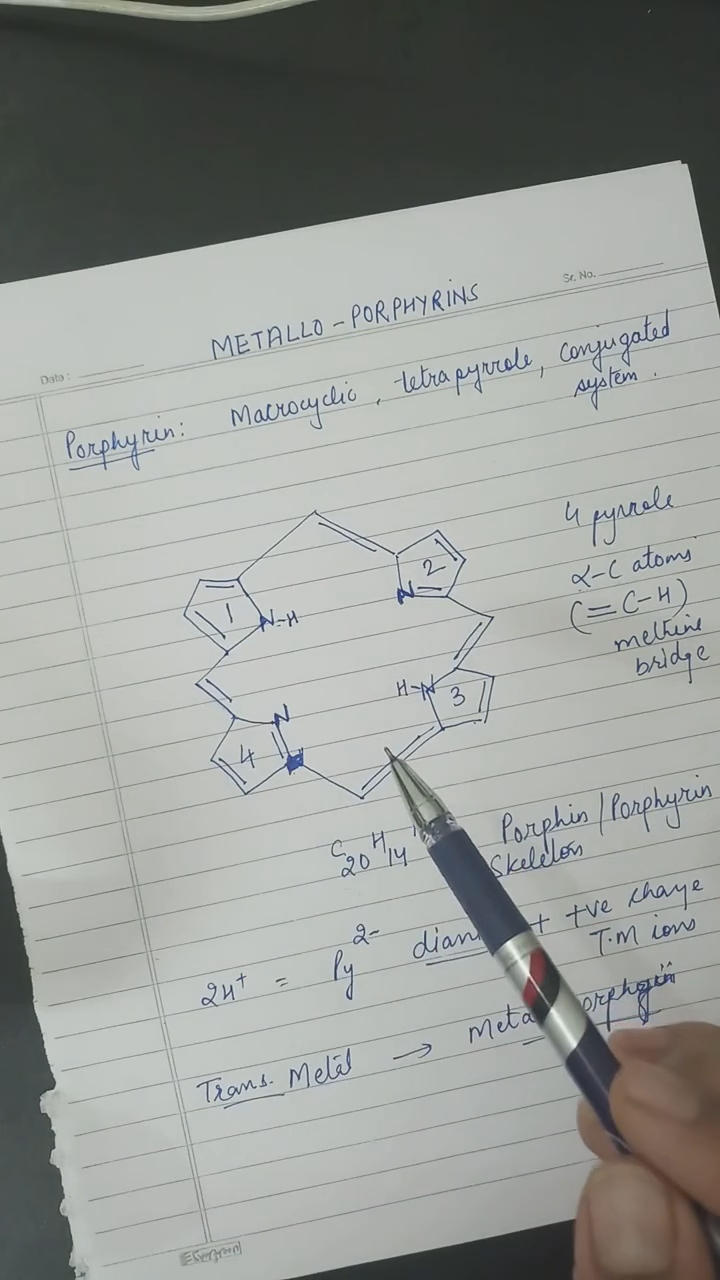 Sr. No.
METALLO - PORPHYRINS
Date :
Porphyrin: Macrocyclic, tetrapyrrole, conjugated
system.
4 pyrrole
α-C atoms
(=C-H)
methine
bridge
1
N-H
2
N
H-N
3
4
N
C20H14
Porphin / Porphyrin
Skeleton
2H+ = Py2- + +ve charge
T.M ions
Trans. Metal →